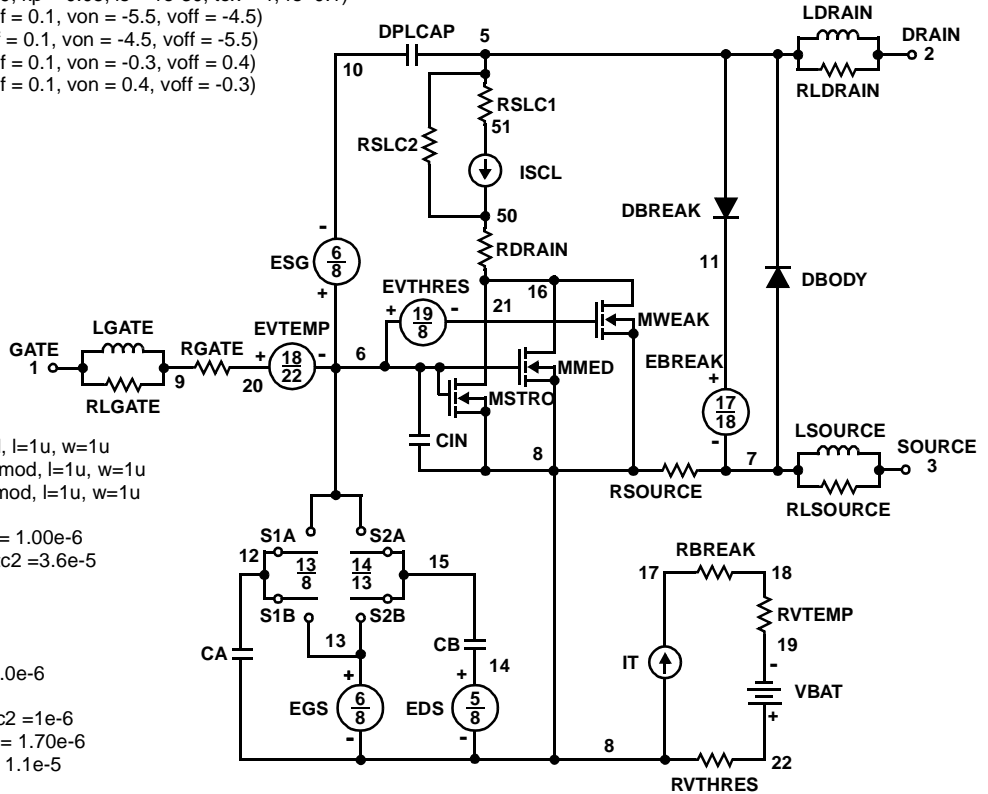 f = 0.1, von = -5.5, voff = -4.5)
f = 0.1, von = -4.5, voff = -5.5)
f = 0.1, von = -0.3, voff = 0.4)
f = 0.1, von = 0.4, voff = -0.3)
DPLCAP
5
LDRAIN
DRAIN
2
10
RLDRAIN
RSLC1
51
RSLC2
ISCL
50
DBREAK
RDRAIN
ESG
6
8
11
DBODY
EVTHRES
19
8
21
16
MWEAK
LGATE
EVTEMP
GATE
1
RGATE
18
22
6
MMED
EBREAK
9
20
RLGATE
MSTRO
17
18
CIN
LSOURCE
SOURCE
3
8
7
RSOURCE
RLSOURCE
l, l=1u, w=1u
mod, l=1u, w=1u
mod, l=1u, w=1u
= 1.00e-6
c2 =3.6e-5
S1A
S2A
12
13
8
14
13
15
RBREAK
17
18
S1B
S2B
RVTEMP
13
CB
19
CA
IT
14
VBAT
.0e-6
EGS
6
8
EDS
5
8
c2 =1e-6
= 1.70e-6
1.1e-5
8
22
RVTHRES